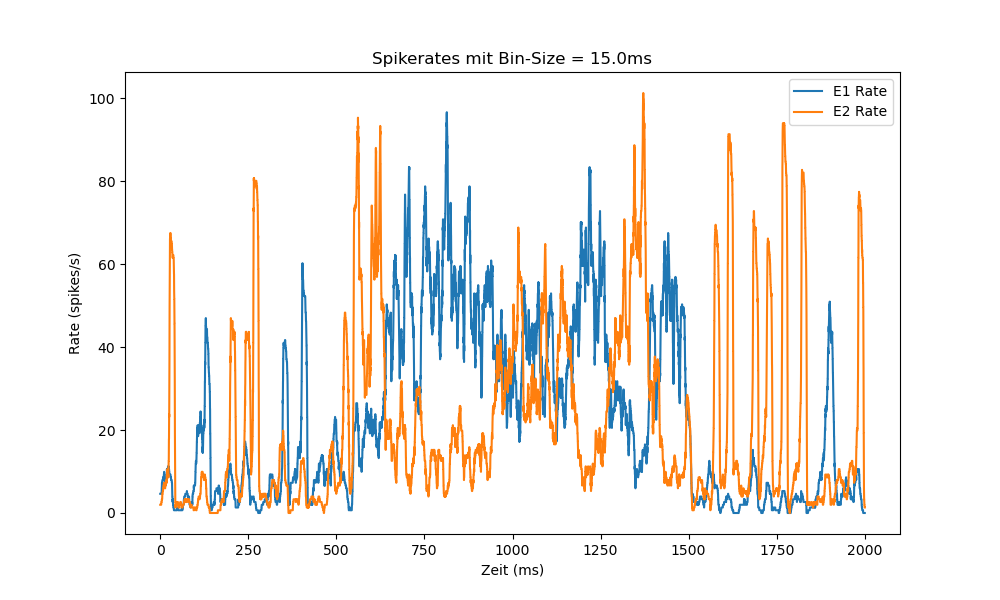 Spikerates mit Bin-Size = 15.0ms
E1 Rate
E2 Rate
Rate (spikes/s)
100
80
60
40
20
0
0 250 500 750 1000 1250 1500 1750 2000
Zeit (ms)